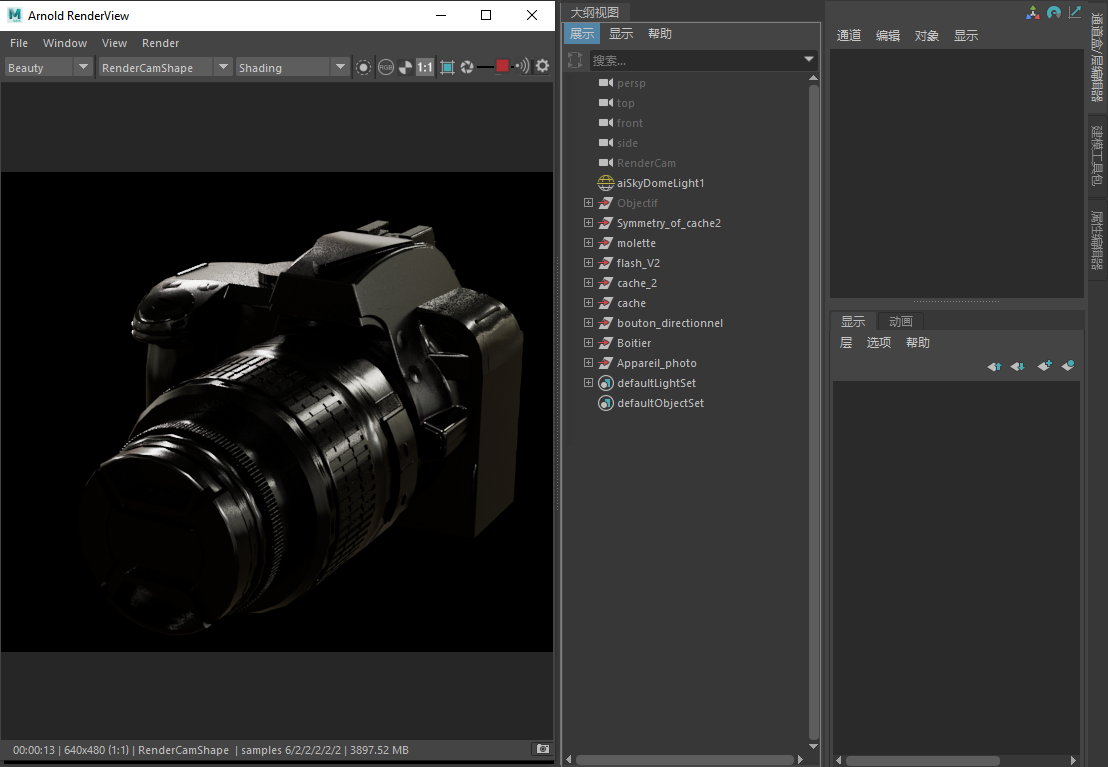 Arnold RenderView
File Window View Render
Beauty RenderCamShape Shading RGB 1:1
00:00:13 | 640x480 (1:1) | RenderCamShape | samples 6/2/2/2/2/2 | 3897.52 MB
大纲视图
展示 显示 帮助
搜索...
persp
top
front
side
RenderCam
aiSkyDomeLight1
Objectif
Symmetry_of_cache2
molette
flash_V2
cache_2
cache
bouton_directionnel
Boitier
Appareil_photo
defaultLightSet
defaultObjectSet
通道 编辑 对象 显示
显示 动画
层 选项 帮助
通道盒/层编辑器
建模工具包
属性编辑器